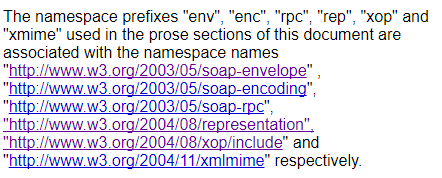 The namespace prefixes "env", "enc", "rpc", "rep", "xop" and
"xmime" used in the prose sections of this document are
associated with the namespace names
"http://www.w3.org/2003/05/soap-envelope" ,
"http://www.w3.org/2003/05/soap-encoding",
"http://www.w3.org/2003/05/soap-rpc",
"http://www.w3.org/2004/08/representation",
"http://www.w3.org/2004/08/xop/include" and
"http://www.w3.org/2004/11/xmlmime" respectively.